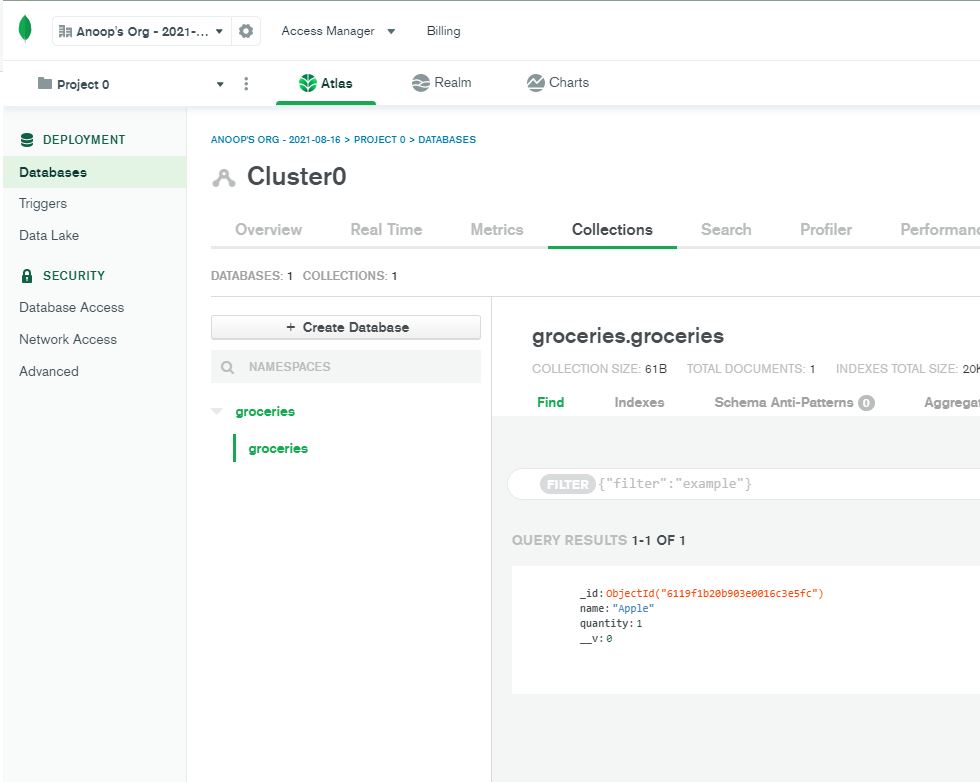 Anoop's Org - 2021-... Access Manager Billing
Project 0 Atlas Realm Charts
DEPLOYMENT
Databases
Triggers
Data Lake
SECURITY
Database Access
Network Access
Advanced
ANOOP'S ORG - 2021-08-16 > PROJECT 0 > DATABASES
Cluster0
Overview Real Time Metrics Collections Search Profiler Performanc
DATABASES: 1 COLLECTIONS: 1
+ Create Database
NAMESPACES
groceries
groceries
groceries.groceries
COLLECTION SIZE: 61B TOTAL DOCUMENTS: 1 INDEXES TOTAL SIZE: 20K
Find Indexes Schema Anti-Patterns 0 Aggregat
FILTER {"filter":"example"}
QUERY RESULTS 1-1 OF 1
_id: ObjectId("6119f1b20b903e0016c3e5fc")
name: "Apple"
quantity: 1
__v: 0